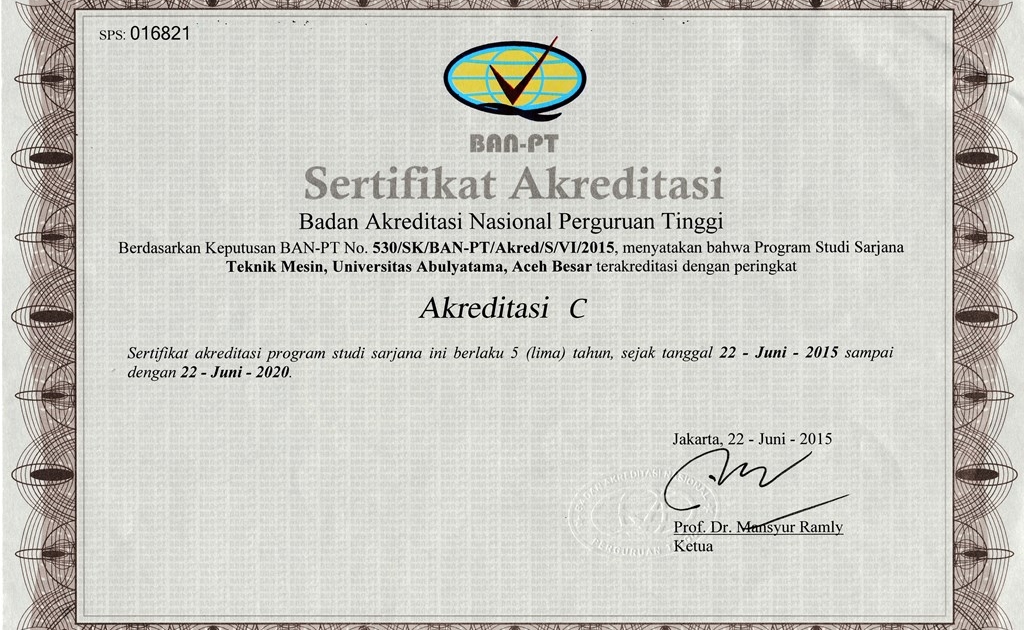 SPS: 016821
BAN-PT
Sertifikat Akreditasi
Badan Akreditasi Nasional Perguruan Tinggi
Berdasarkan Keputusan BAN-PT No. 530/SK/BAN-PT/Akred/S/VI/2015, menyatakan bahwa Program Studi Sarjana
Teknik Mesin, Universitas Abulyatama, Aceh Besar terakreditasi dengan peringkat
Akreditasi C
Sertifikat akreditasi program studi sarjana ini berlaku 5 (lima) tahun, sejak tanggal 22 - Juni - 2015 sampai
dengan 22 - Juni - 2020.
Jakarta, 22 - Juni - 2015
BADAN AKREDITASI NASIONAL
PERGURUAN
Prof. Dr. Mansyur Ramly
Ketua